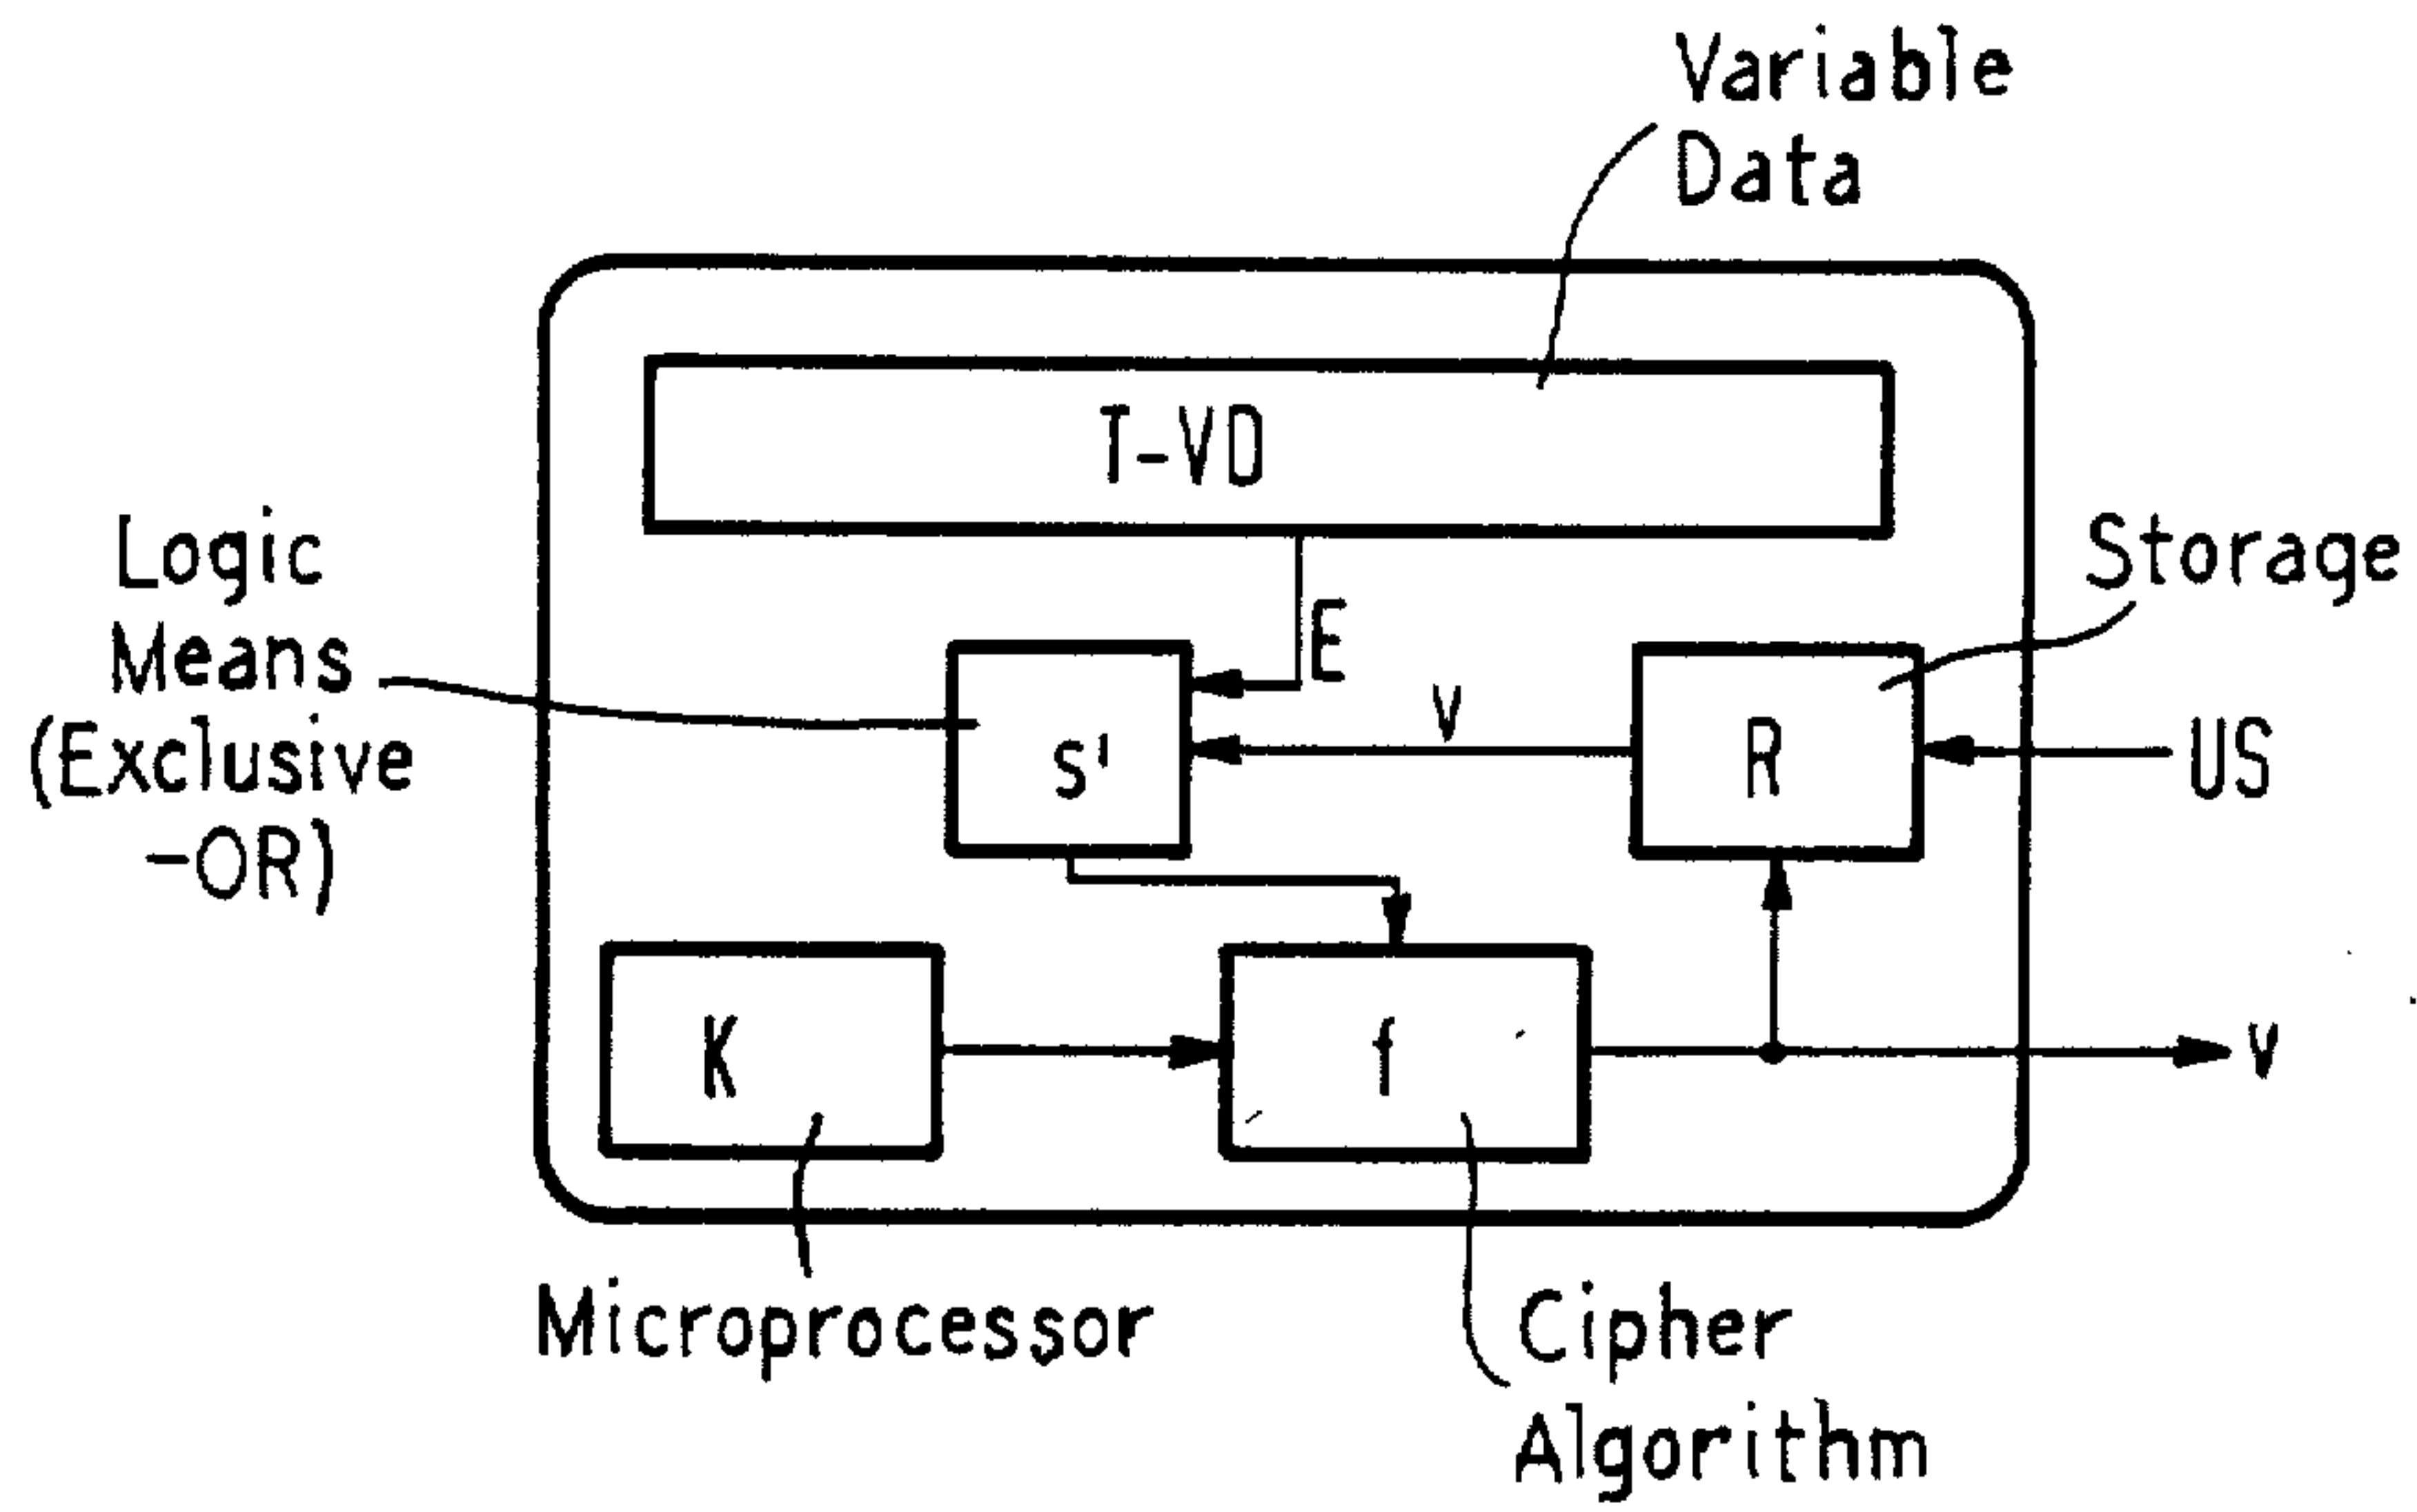 Variable
Data
T-VD
Logic
Means
(Exclusive
-OR)
Storage
E
v
s'
R
US
K
f
v
Microprocessor
Cipher
Algorithm